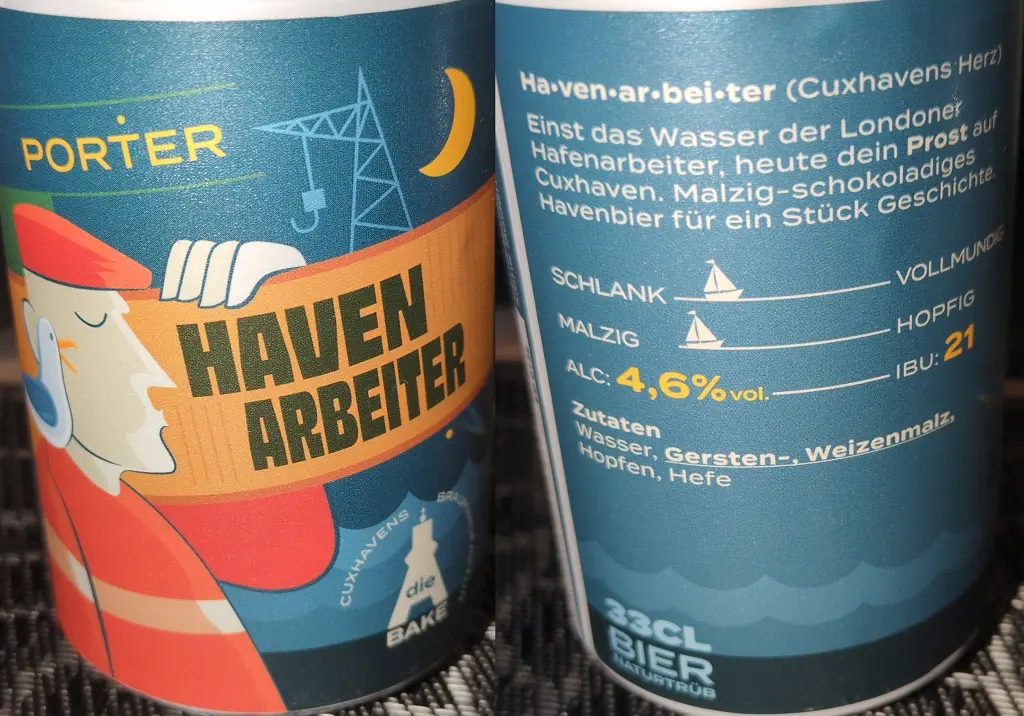 PORTER
HAVEN
ARBEITER
CUXHAVENS
die
BAKE
Ha•ven•ar•bei•ter (Cuxhavens Herz)
Einst das Wasser der Londoner
Hafenarbeiter, heute dein Prost auf
Cuxhaven. Malzig-schokoladiges
Havenbier für ein Stück Geschichte.
SCHLANK VOLLMUNDIG
MALZIG HOPFIG
ALC: 4,6% vol. IBU: 21
Zutaten
Wasser, Gersten-, Weizenmalz,
Hopfen, Hefe
33CL
BIER
NATURTRÜB